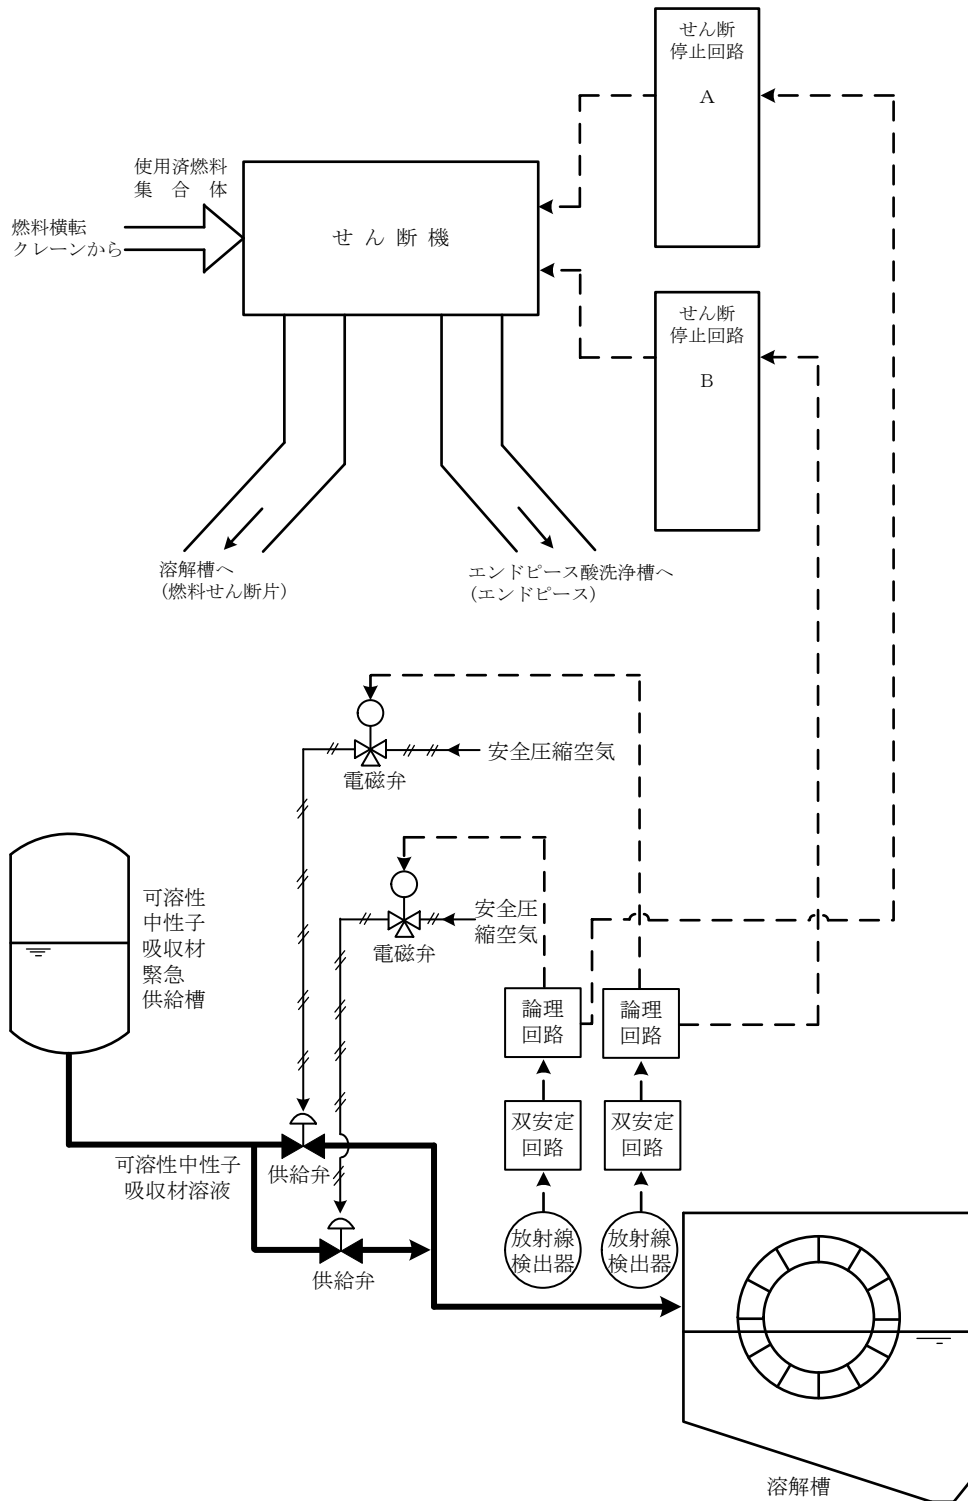 せん断
停止回路
A
使用済燃料
集合体
燃料横転
クレーンから
せん断機
せん断
停止回路
B
溶解槽へ
(燃料せん断片)
エンドピース酸洗浄槽へ
(エンドピース)
安全圧縮空気
電磁弁
可溶性
中性子
吸収材
緊急
供給槽
安全圧
縮空気
電磁弁
論理
回路
論理
回路
双安定
回路
双安定
回路
可溶性中性子
吸収材溶液
供給弁
供給弁
放射線
検出器
放射線
検出器
溶解槽